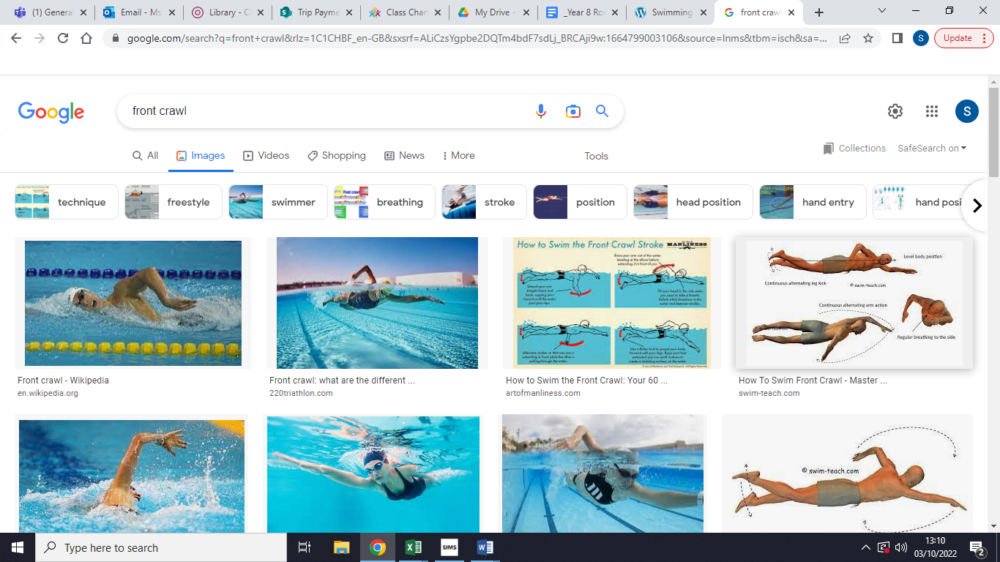 (1) Genera
Email - Ms
Library - C
Trip Payme
Class Char
My Drive -
_Year 8 Ro
Swimming
front craw
google.com/search?q=front+crawl&rlz=1C1CHBF_en-GB&sxsrf=ALiCzsYgpbe2DQTm4bdF7sdLj_BRCAji9w:1664799003106&source=lnms&tbm=isch&sa=...
S
Update
Google
front crawl
S
All
Images
Videos
Shopping
News
More
Tools
Collections
SafeSearch on
technique
freestyle
swimmer
breathing
stroke
position
head position
hand entry
hand posi
How to Swim the Front Crawl Stroke
MANLINESS
Level body position
Continuous alternating leg kick
© swim-teach.com
Continuous alternating arm action
Regular breathing to the side
Front crawl - Wikipedia
en.wikipedia.org
Front crawl: what are the different ...
220triathlon.com
How to Swim the Front Crawl: Your 60 ...
artofmanliness.com
How To Swim Front Crawl - Master ...
swim-teach.com
© swim-teach.com
Type here to search
SIMS
13:10
03/10/2022
2